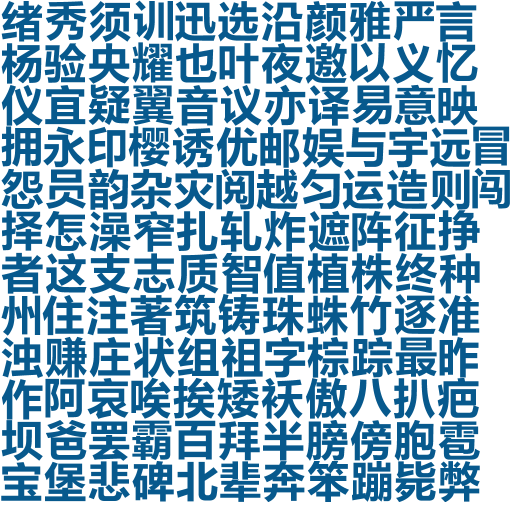 绪秀须训迅选沿颜雅严言
杨验央耀也叶夜邀以义忆
仪宜疑翼音议亦译易意映
拥永印樱诱优邮娱与宇远冒
怨员韵杂灾阅越匀运造则闯
择怎澡窄扎轧炸遮阵征挣
者这支志质智值植株终种
州住注著筑铸珠蛛竹逐准
浊赚庄状组祖字棕踪最昨
作阿哀唉挨矮袄傲八扒疤
坝爸罢霸百拜半膀傍胞雹
宝堡悲碑北辈奔笨蹦毙弊